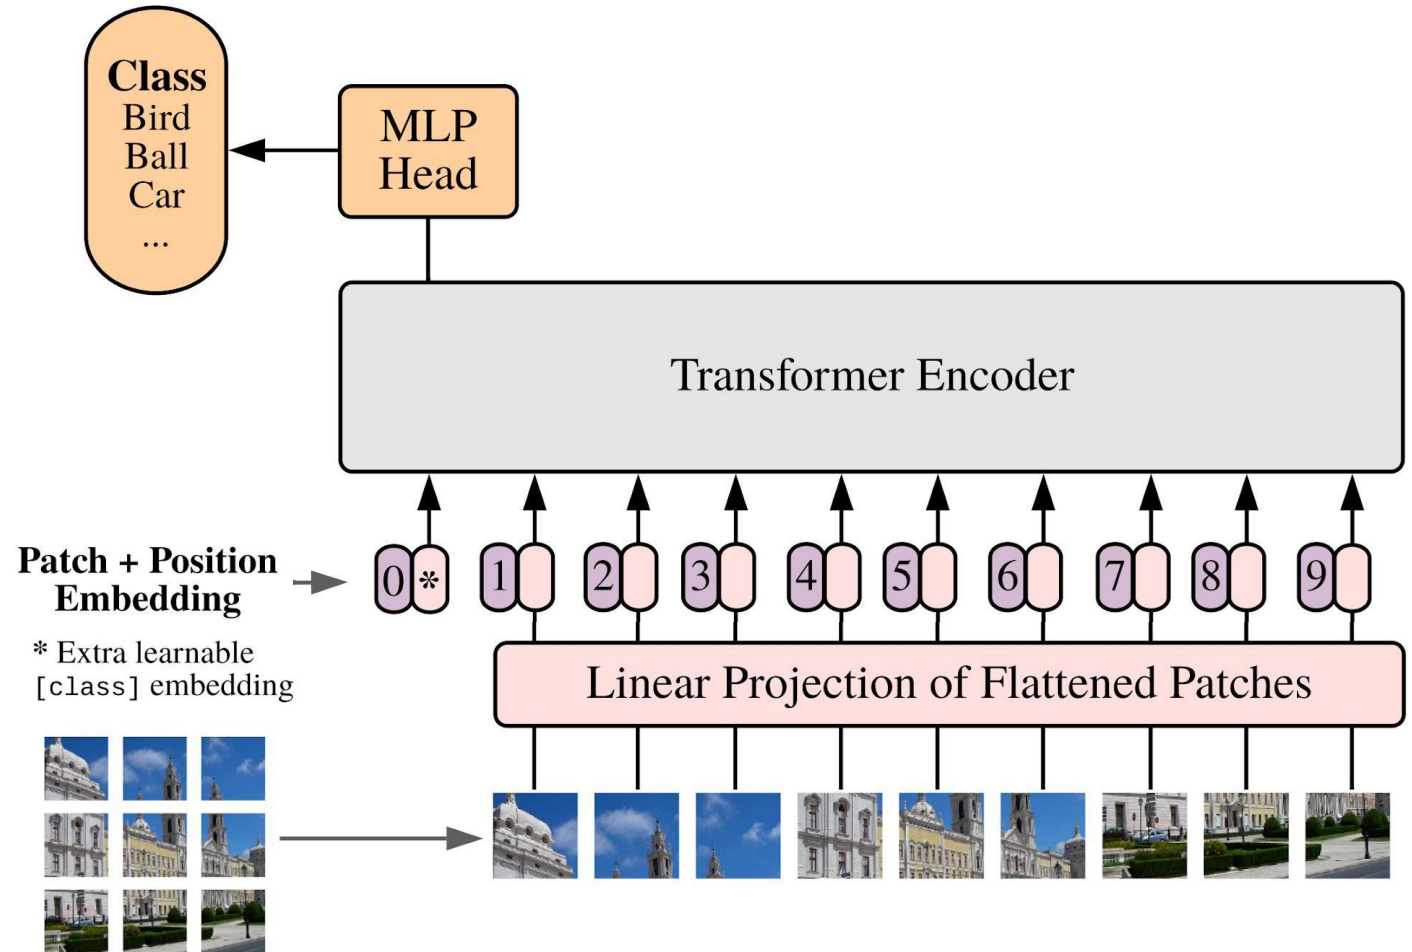 Class
Bird
Ball
Car
...
MLP
Head
Transformer Encoder
Patch + Position
Embedding
* Extra learnable
[class] embedding
0 * 1 2 3 4 5 6 7 8 9
Linear Projection of Flattened Patches